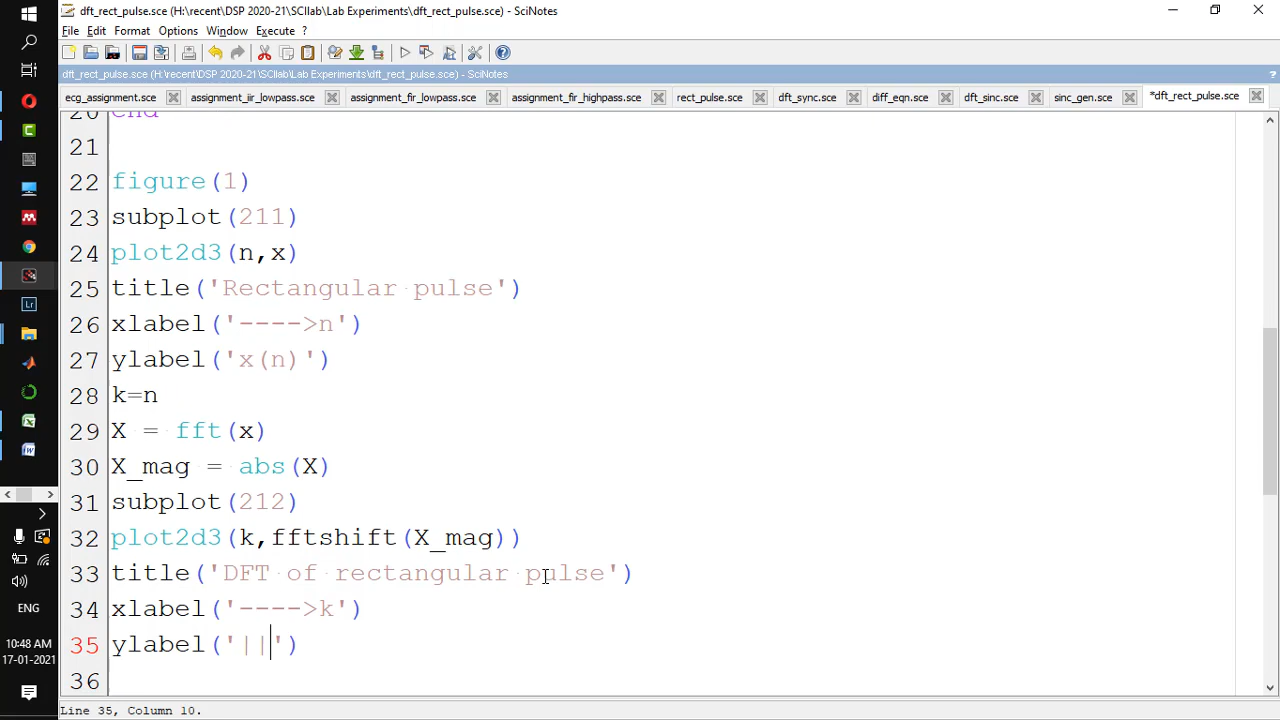 dft_rect_pulse.sce (H:\recent\DSP 2020-21\SCIlab\Lab Experiments\dft_rect_pulse.sce) - SciNotes
File Edit Format Options Window Execute ?
dft_rect_pulse.sce (H:\recent\DSP 2020-21\SCIlab\Lab Experiments\dft_rect_pulse.sce) - SciNotes
?
ecg_assignment.sce assignment_iir_lowpass.sce assignment_fir_lowpass.sce assignment_fir_highpass.sce rect_pulse.sce dft_sync.sce diff_eqn.sce dft_sinc.sce sinc_gen.sce *dft_rect_pulse.sce
20 end
21
22 figure(1)
23 subplot(211)
24 plot2d3(n,x)
25 title('Rectangular pulse')
26 xlabel('---->n')
27 ylabel('x(n)')
28 k=n
29 X = fft(x)
30 X_mag = abs(X)
31 subplot(212)
32 plot2d3(k,fftshift(X_mag))
33 title('DFT of rectangular pulse')
34 xlabel('---->k')
35 ylabel('||')
36
Line 35, Column 10.
Lr
ENG
10:48 AM
17-01-2021